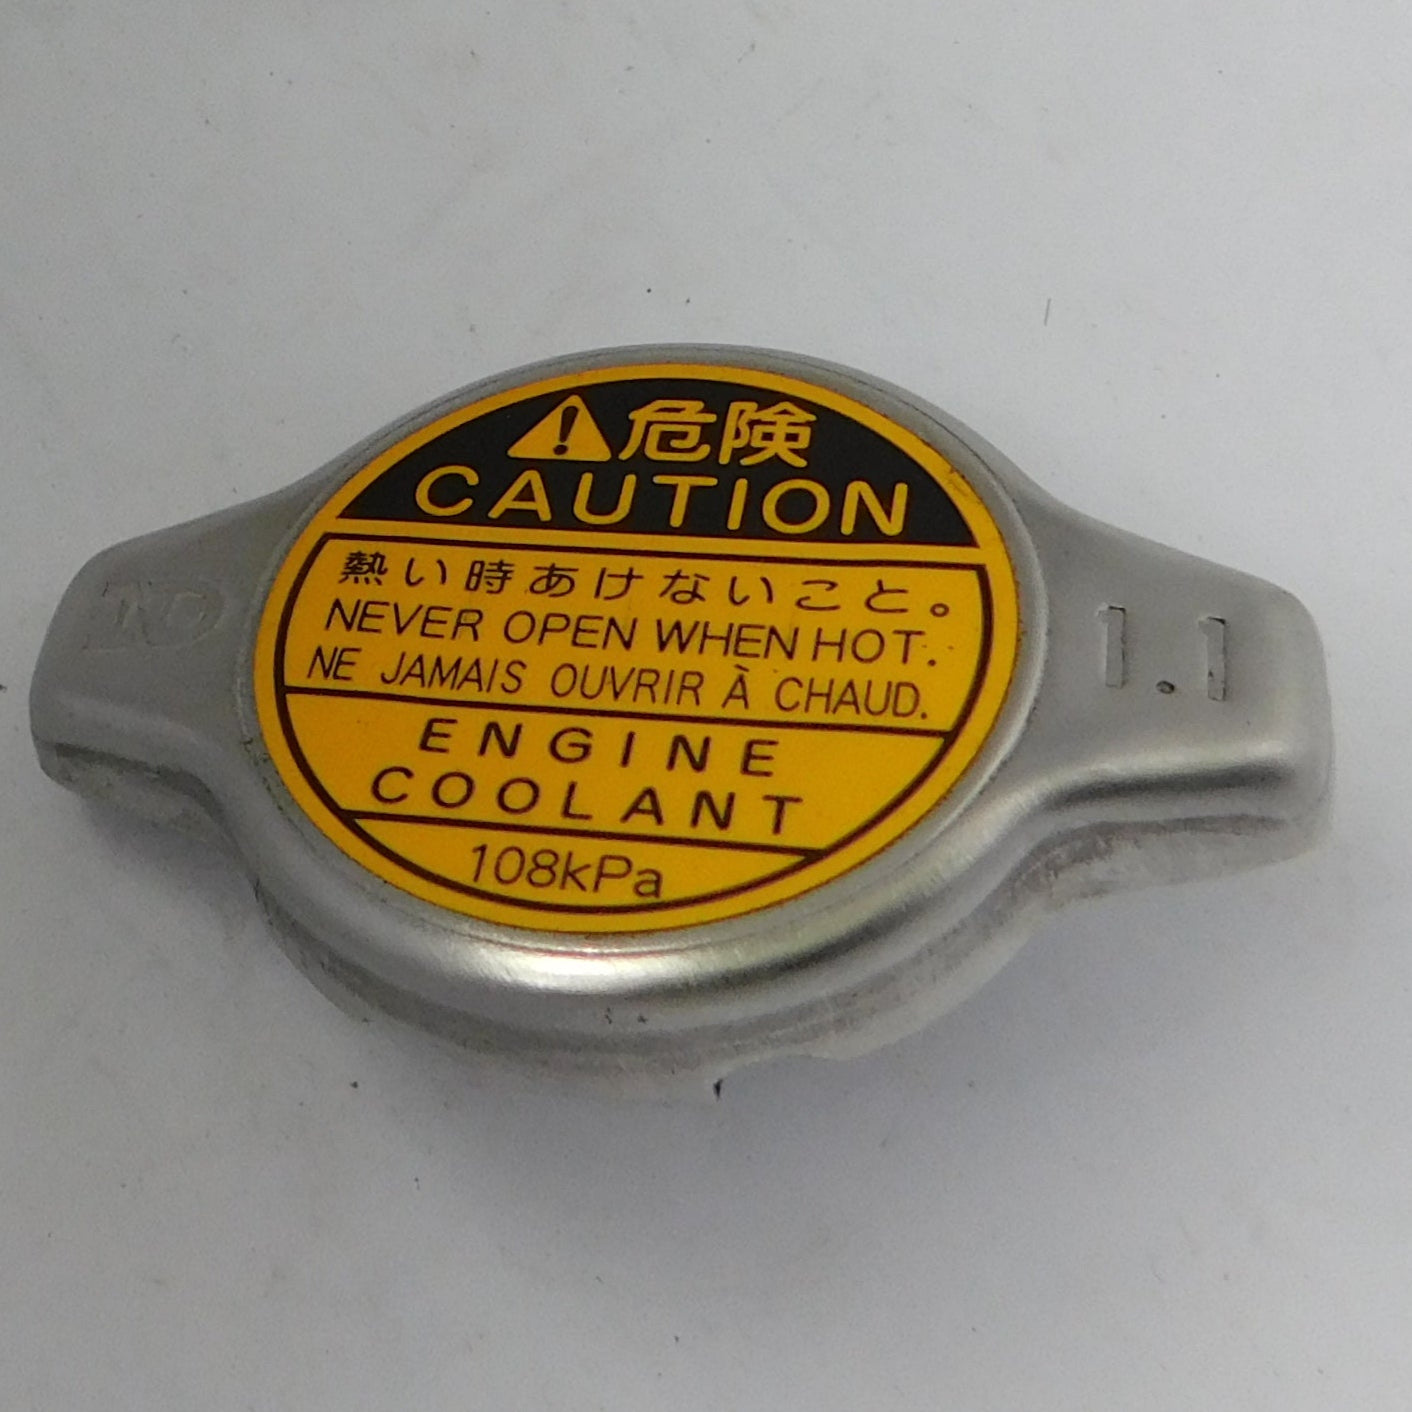 危険
CAUTION
熱い時あけないこと。
NEVER OPEN WHEN HOT.
NE JAMAIS OUVRIR À CHAUD.
ENGINE
COOLANT
108kPa
ND
1.1